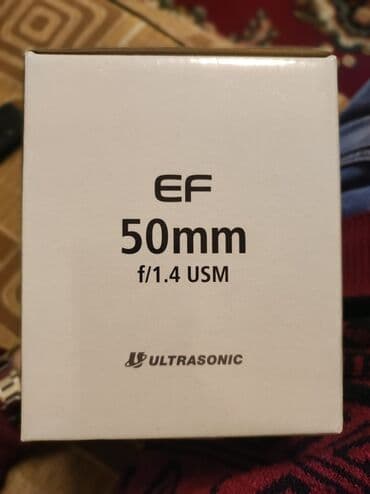 EF
50mm
f/1.4 USM
ULTRASONIC